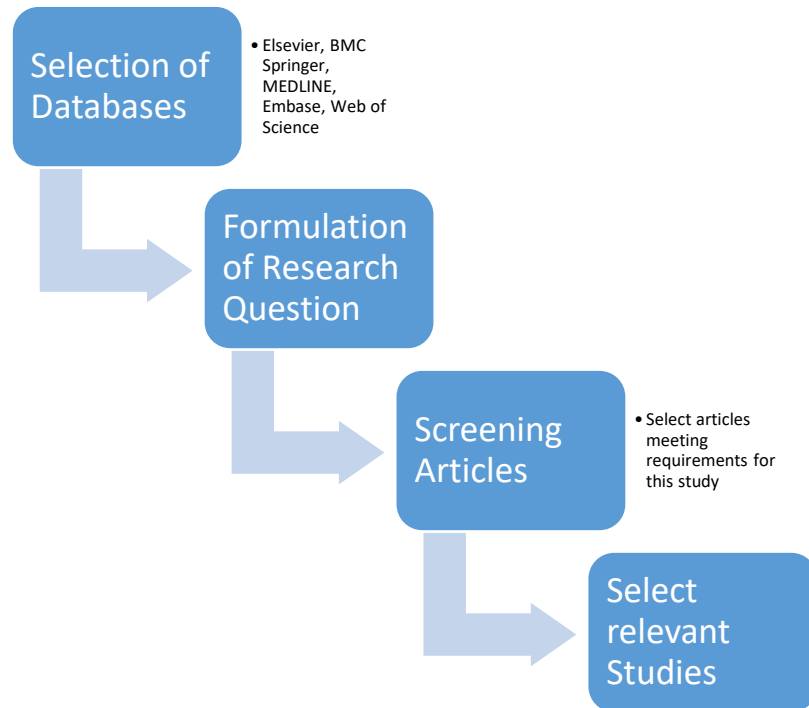 Selection of
Databases
• Elsevier, BMC
Springer,
MEDLINE,
Embase, Web of
Science
Formulation
of Research
Question
Screening
Articles
• Select articles
meeting
requirements for
this study
Select
relevant
Studies